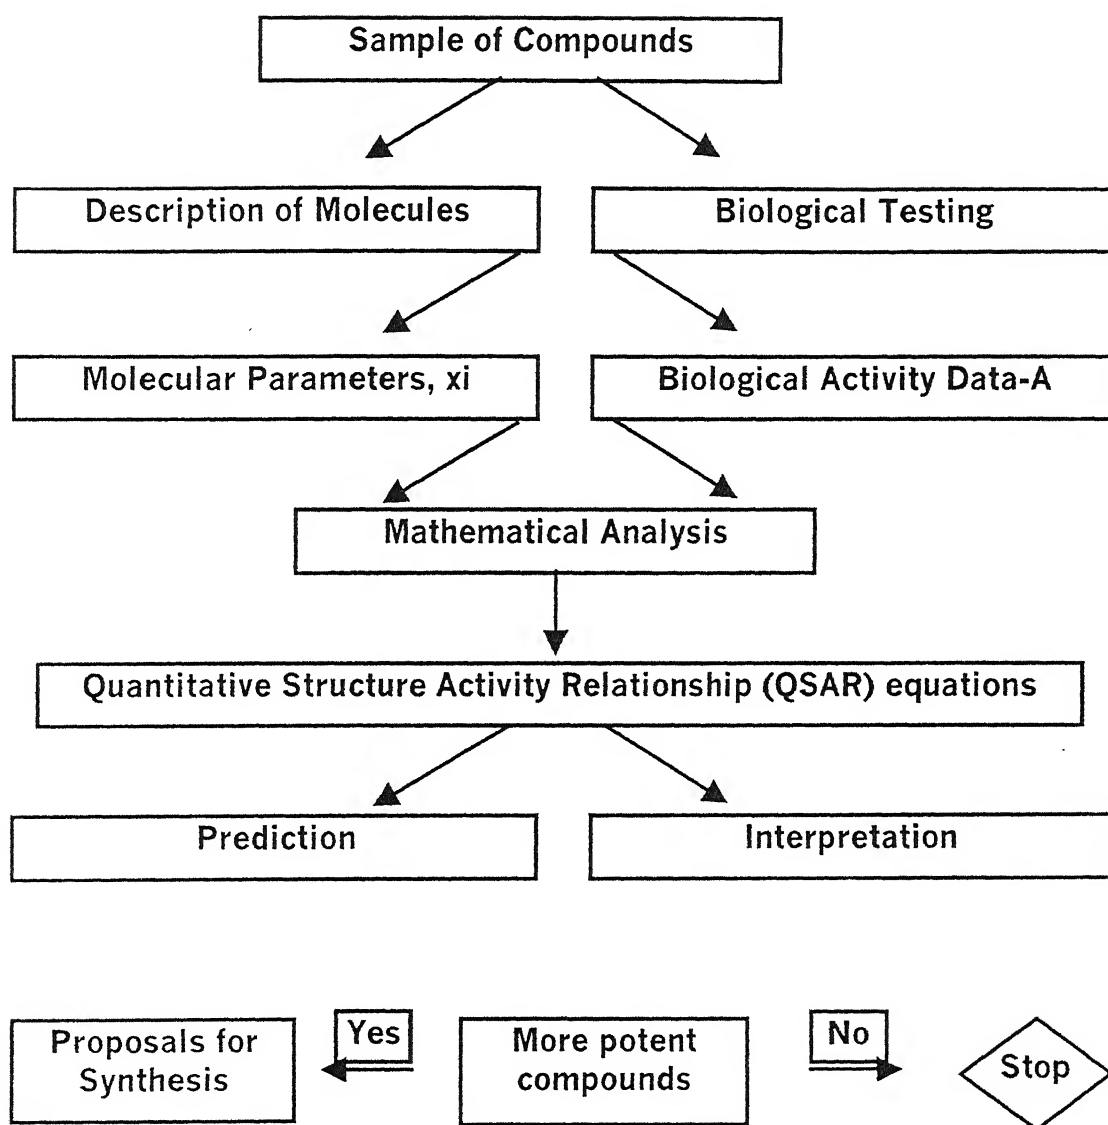 Sample of Compounds
Description of Molecules
Biological Testing
Molecular Parameters, xi
Biological Activity Data-A
Mathematical Analysis
Quantitative Structure Activity Relationship (QSAR) equations
Prediction
Interpretation
Proposals for
Synthesis
Yes
More potent
compounds
No
Stop